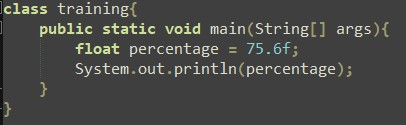 class training{
    public static void main(String[] args){
        float percentage = 75.6f;
        System.out.println(percentage);
    }
}